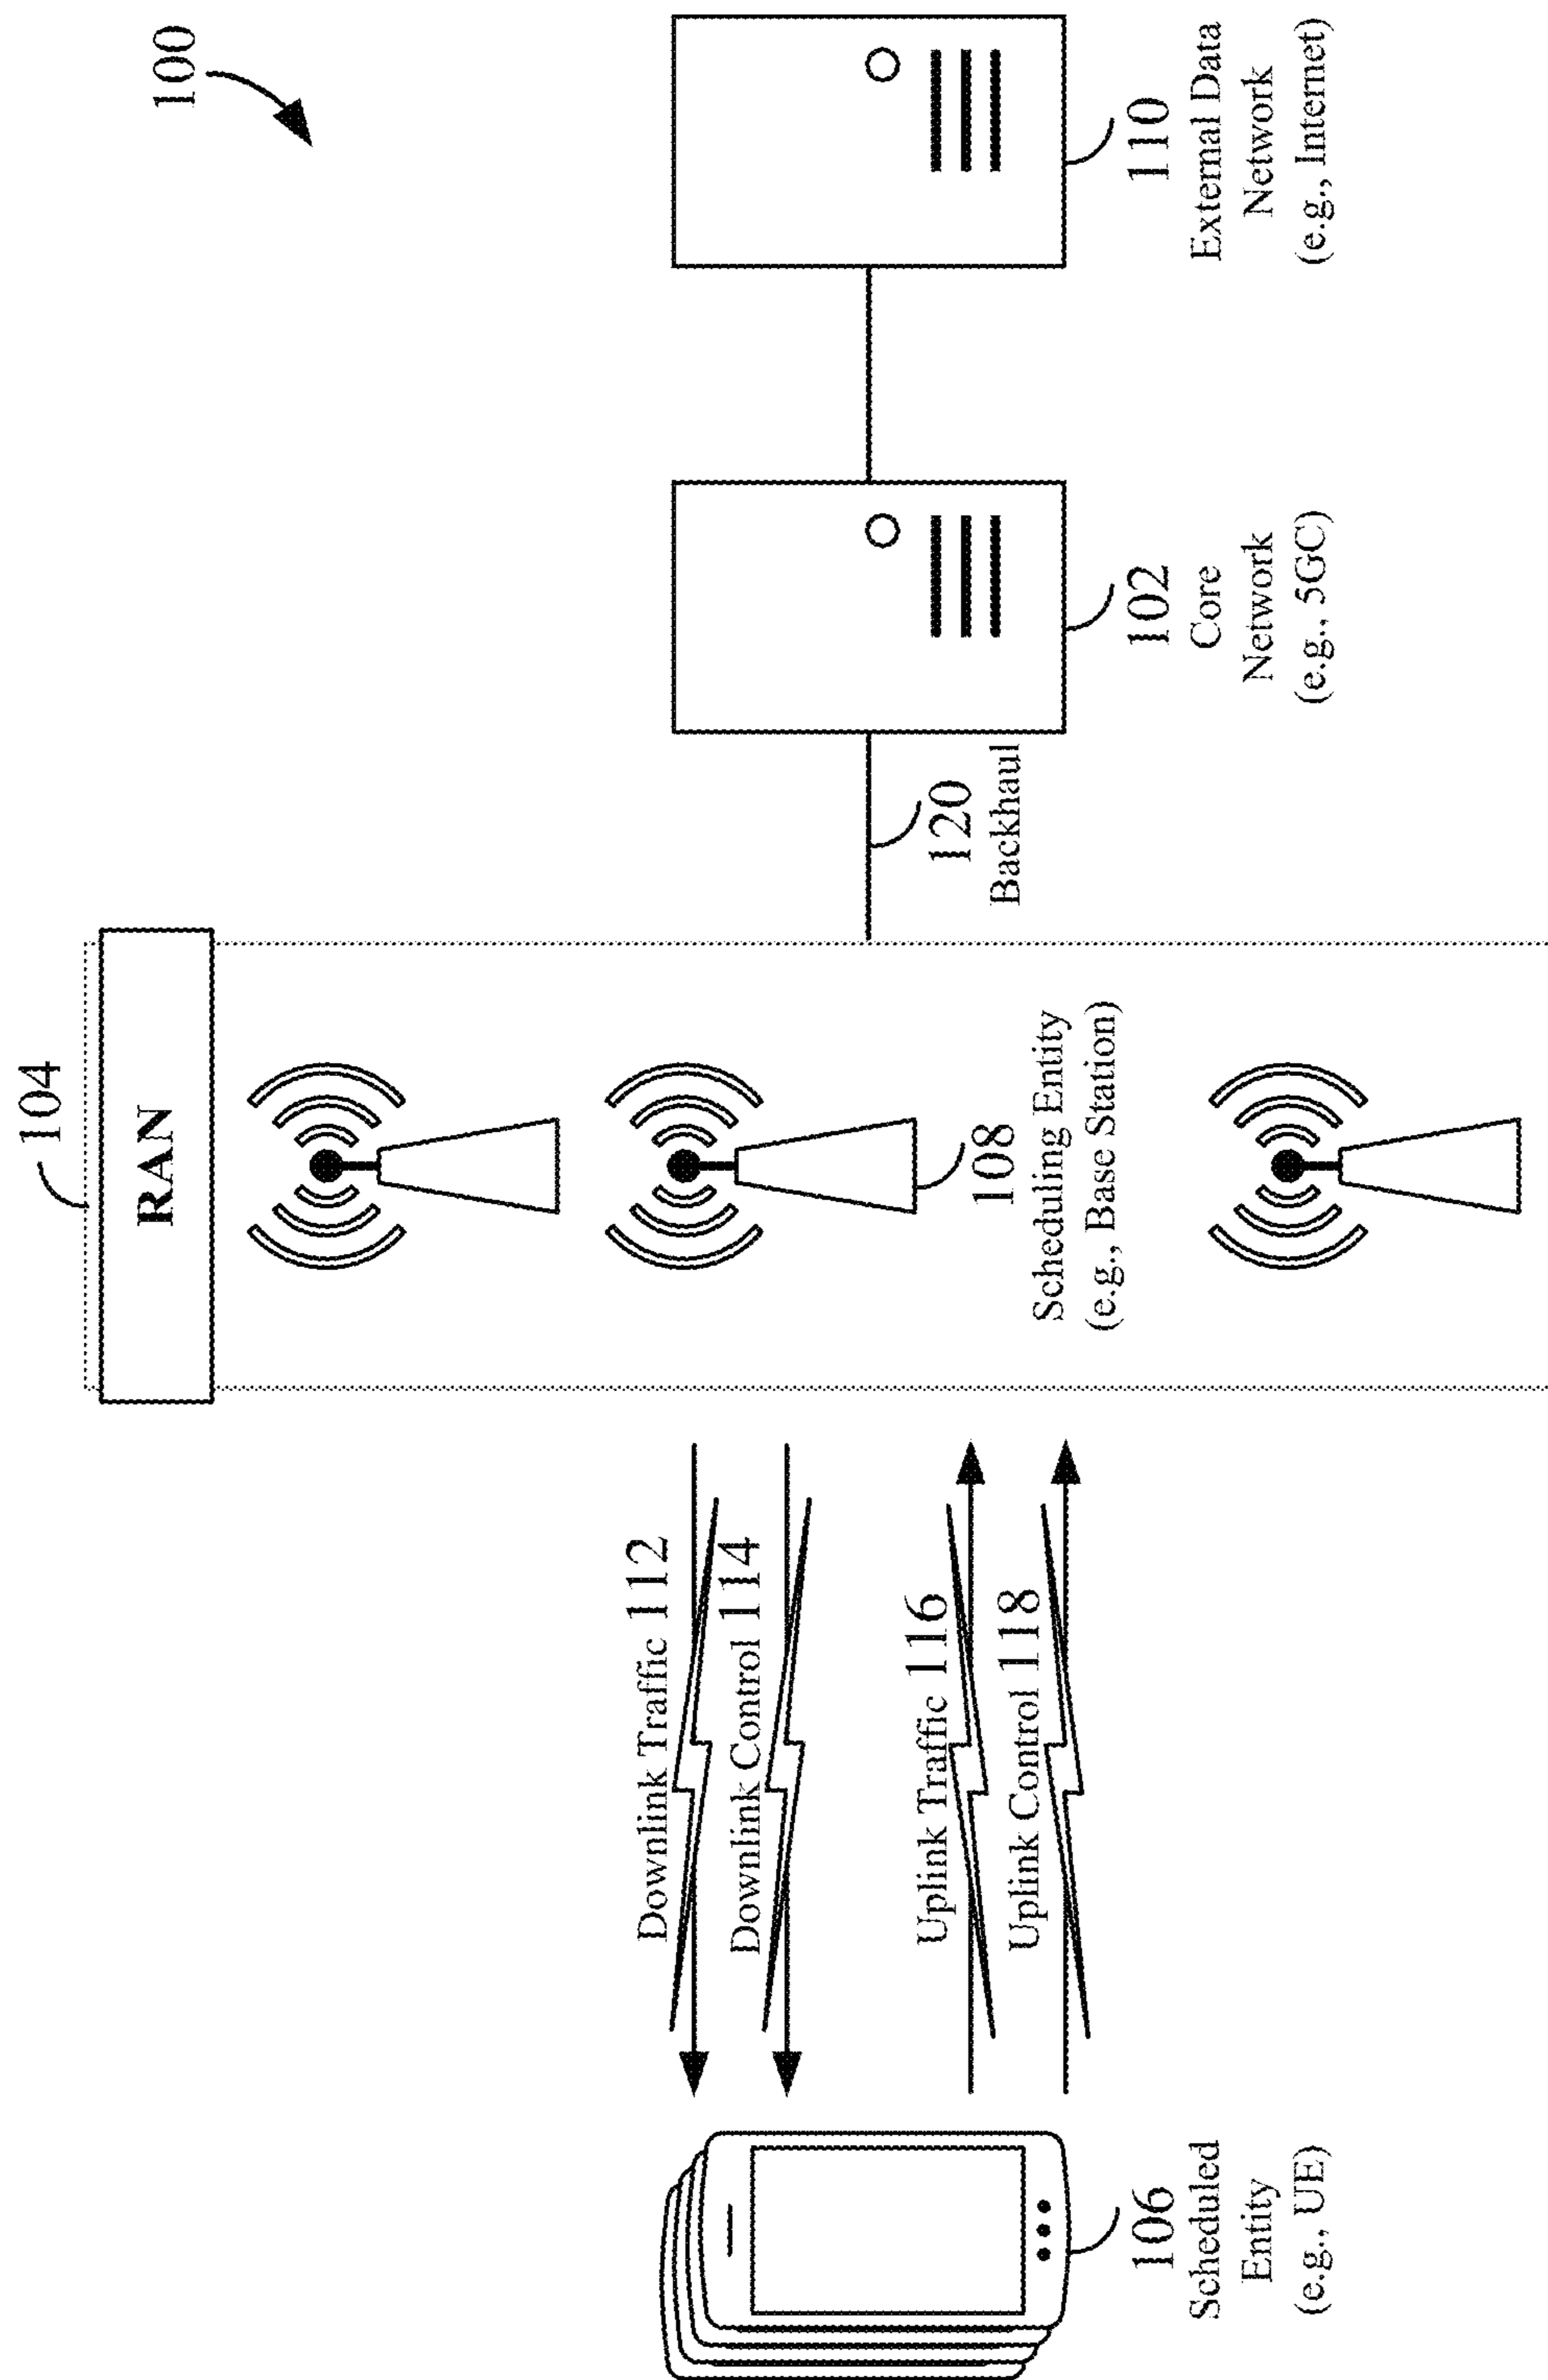 100
104
RAN
Downlink Traffic 112
Downlink Control 114
Uplink Traffic 116
Uplink Control 118
106
Scheduled
Entity
(e.g., UE)
108
Scheduling Entity
(e.g., Base Station)
120
Backhaul
102
Core
Network
(e.g., 5GC)
110
External Data
Network
(e.g., Internet)